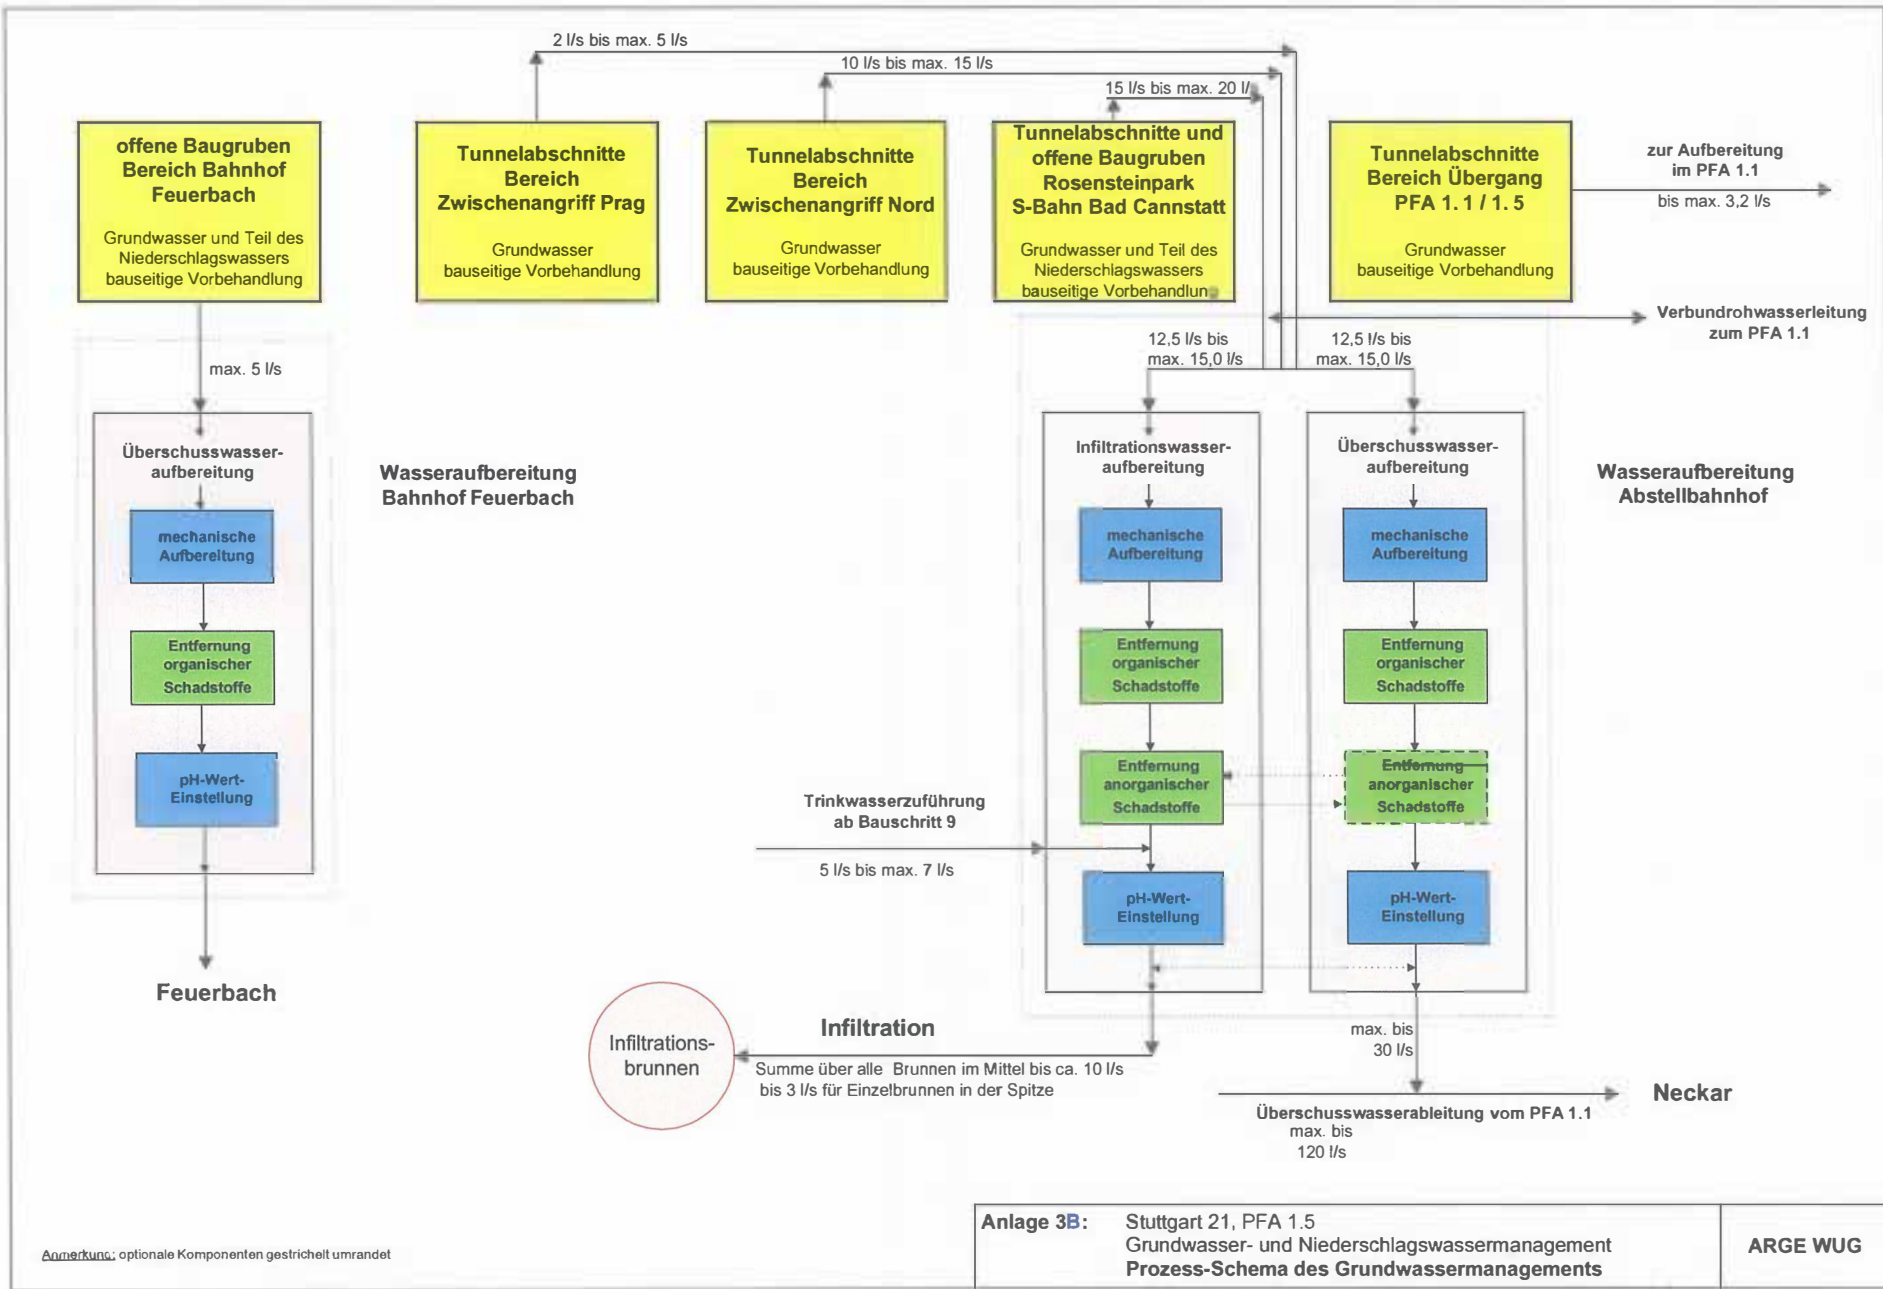 2 l/s bis max. 5 l/s
10 l/s bis max. 15 l/s
15 l/s bis max. 20 l/s
offene Baugruben
Bereich Bahnhof
Feuerbach
Grundwasser und Teil des
Niederschlagswassers
bauseitige Vorbehandlung
Tunnelabschnitte
Bereich
Zwischenangriff Prag
Grundwasser
bauseitige Vorbehandlung
Tunnelabschnitte
Bereich
Zwischenangriff Nord
Grundwasser
bauseitige Vorbehandlung
Tunnelabschnitte und
offene Baugruben
Rosensteinpark
S-Bahn Bad Cannstatt
Grundwasser und Teil des
Niederschlagswassers
bauseitige Vorbehandlung
Tunnelabschnitte
Bereich Übergang
PFA 1. 1 / 1. 5
Grundwasser
bauseitige Vorbehandlung
zur Aufbereitung
im PFA 1.1
bis max. 3,2 l/s
Verbundrohwasserleitung
zum PFA 1.1
max. 5 l/s
12,5 l/s bis
max. 15,0 l/s
12,5 l/s bis
max. 15,0 l/s
Überschusswasser-
aufbereitung
mechanische
Aufbereitung
Entfernung
organischer
Schadstoffe
pH-Wert-
Einstellung
Feuerbach
Wasseraufbereitung
Bahnhof Feuerbach
Infiltrationswasser-
aufbereitung
mechanische
Aufbereitung
Entfernung
organischer
Schadstoffe
Entfernung
anorganischer
Schadstoffe
Trinkwasserzuführung
ab Bauschritt 9
5 l/s bis max. 7 l/s
pH-Wert-
Einstellung
Überschusswasser-
aufbereitung
mechanische
Aufbereitung
Entfernung
organischer
Schadstoffe
Entfernung
anorganischer
Schadstoffe
pH-Wert-
Einstellung
Wasseraufbereitung
Abstellbahnhof
Infiltrations-
brunnen
Infiltration
Summe über alle Brunnen im Mittel bis ca. 10 l/s
bis 3 l/s für Einzelbrunnen in der Spitze
max. bis
30 l/s
Neckar
Überschusswasserableitung vom PFA 1.1
max. bis
120 l/s
Anmerkung: optionale Komponenten gestrichelt umrandet
Anlage 3B: Stuttgart 21, PFA 1.5
Grundwasser- und Niederschlagswassermanagement
Prozess-Schema des Grundwassermanagements
ARGE WUG